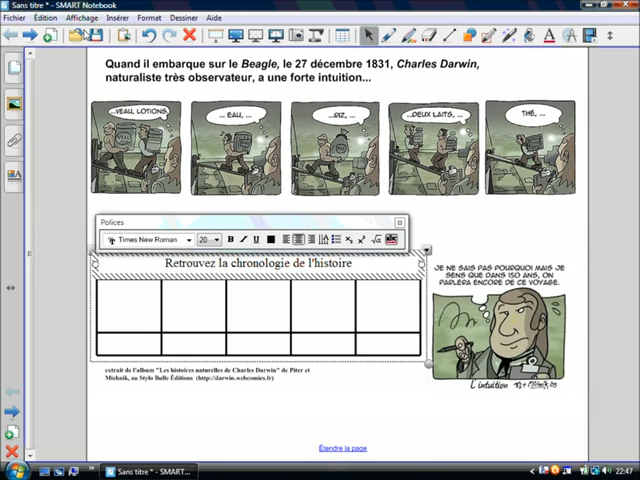 Sans titre * - SMART Notebook
Fichier Édition Affichage Insérer Format Dessiner
Quand il embarque sur le Beagle, le 27 décembre 1831, Charles Darwin,
naturaliste très observateur, a une forte intuition...
...VEAU, LOTIONS,
... EAU, ...
...RIZ, ...
...DEUX LAITS, ...
THÉ, ...
Polices
Times New Roman 20 B I U
Retrouvez la chronologie de l'histoire
JE NE SAIS PAS POURQUOI MAIS JE
SENS QUE DANS 150 ANS, ON
PARLERA ENCORE DE CE VOYAGE.
extrait de l'album "Les histoires naturelles de Charles Darwin" de Piter et
Michnik, au Stylo Bulle Éditions (http://darwin.webcomics.fr)
L'intuition
Étendre la page
Sans titre * - SMART...
22:47